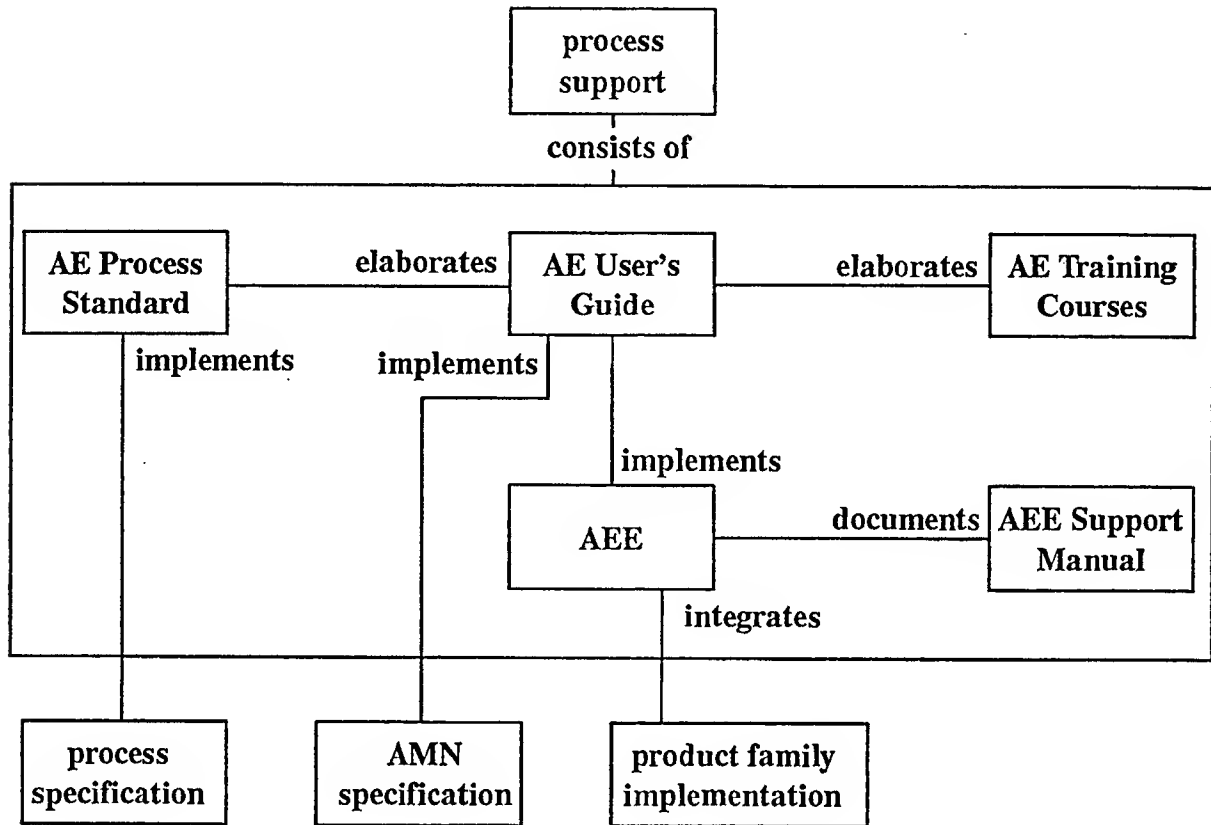 process
support
consists of
AE Process
Standard
elaborates
AE User's
Guide
elaborates
AE Training
Courses
implements
implements
implements
AEE
documents
AEE Support
Manual
integrates
process
specification
AMN
specification
product family
implementation